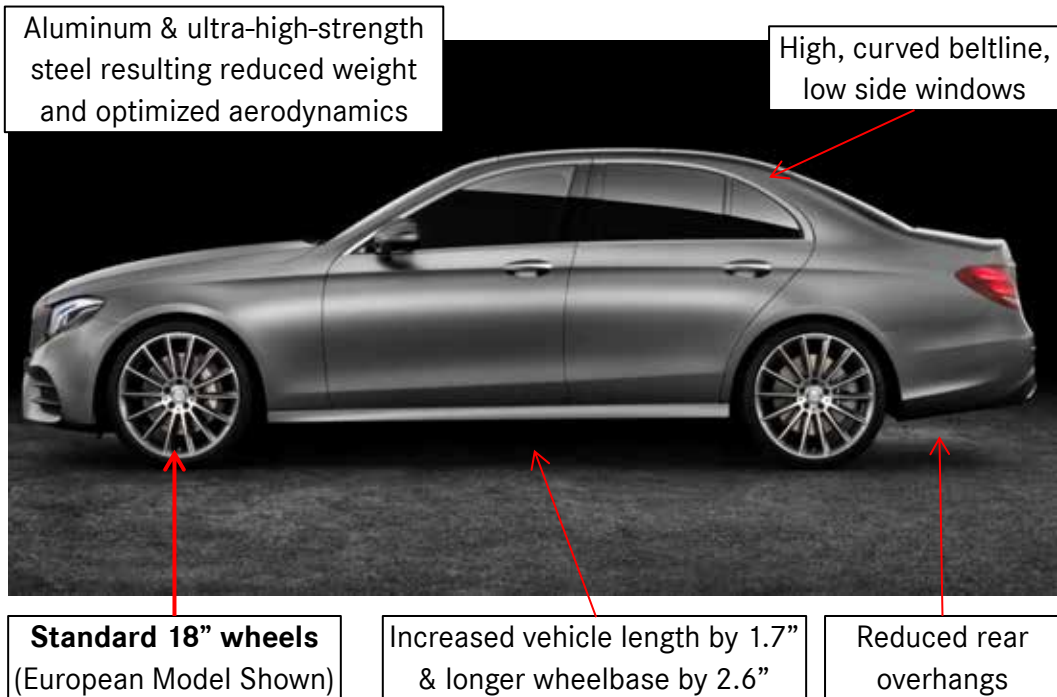 Aluminum & ultra-high-strength
steel resulting reduced weight
and optimized aerodynamics
High, curved beltline,
low side windows
Standard 18” wheels
(European Model Shown)
Increased vehicle length by 1.7”
& longer wheelbase by 2.6”
Reduced rear
overhangs